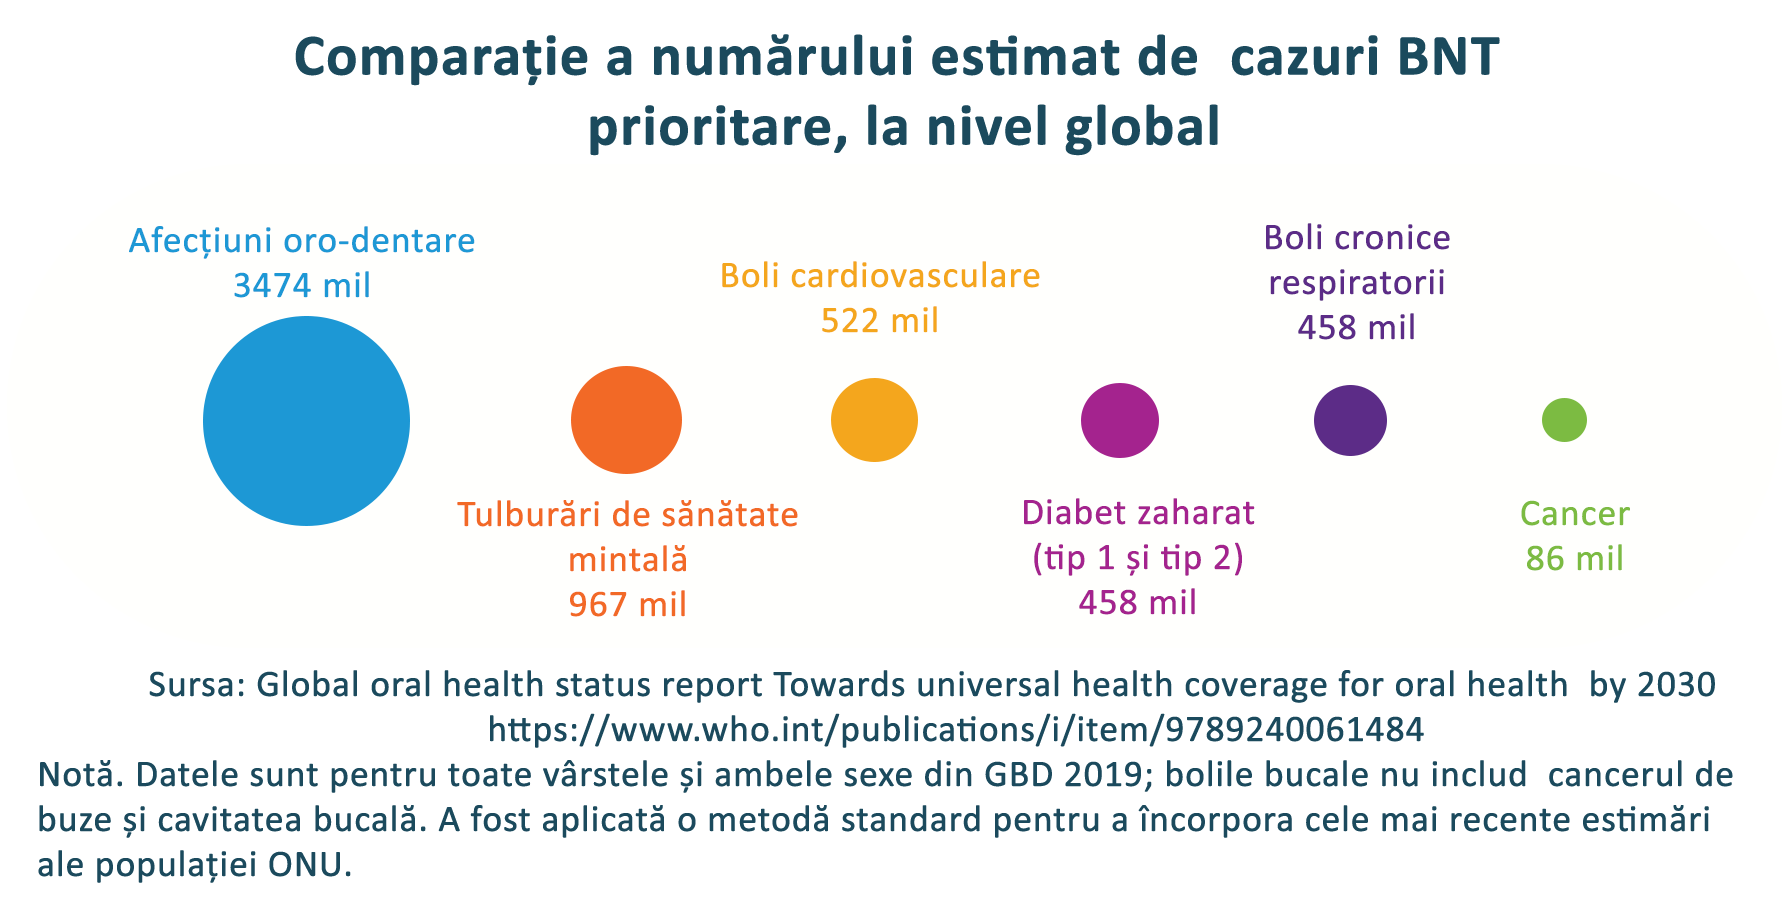 Comparație a numărului estimat de  cazuri BNT
prioritare, la nivel global
Afecțiuni oro-dentare
3474 mil
Tulburări de sănătate
mintală
967 mil
Boli cardiovasculare
522 mil
Diabet zaharat
(tip 1 și tip 2)
458 mil
Boli cronice
respiratorii
458 mil
Cancer
86 mil
Sursa: Global oral health status report Towards universal health coverage for oral health  by 2030
https://www.who.int/publications/i/item/9789240061484
Notă. Datele sunt pentru toate vârstele și ambele sexe din GBD 2019; bolile bucale nu includ  cancerul de
buze și cavitatea bucală. A fost aplicată o metodă standard pentru a încorpora cele mai recente estimări
ale populației ONU.